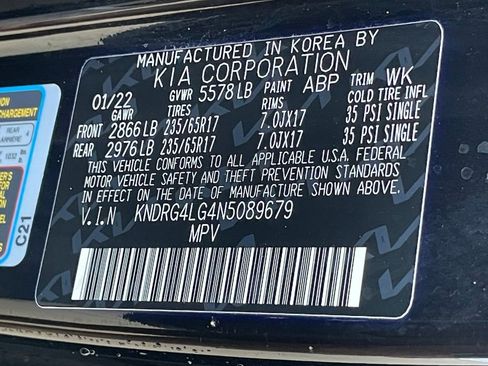 MANUFACTURED IN KOREA BY
KIA CORPORATION
01/22 GVWR 5578 LB PAINT ABP TRIM WK
GAWR TIRES RIMS COLD TIRE INFL
FRONT 2866 LB 235/65R17 7.0JX17 35 PSI SINGLE
REAR 2976 LB 235/65R17 7.0JX17 35 PSI SINGLE
THIS VEHICLE CONFORMS TO ALL APPLICABLE U.S.A. FEDERAL
MOTOR VEHICLE SAFETY AND THEFT PREVENTION STANDARDS
IN EFFECT ON THE DATE OF MANUFACTURE SHOWN ABOVE.
V.I.N KNDRG4LG4N5089679
MPV
C21
REAR